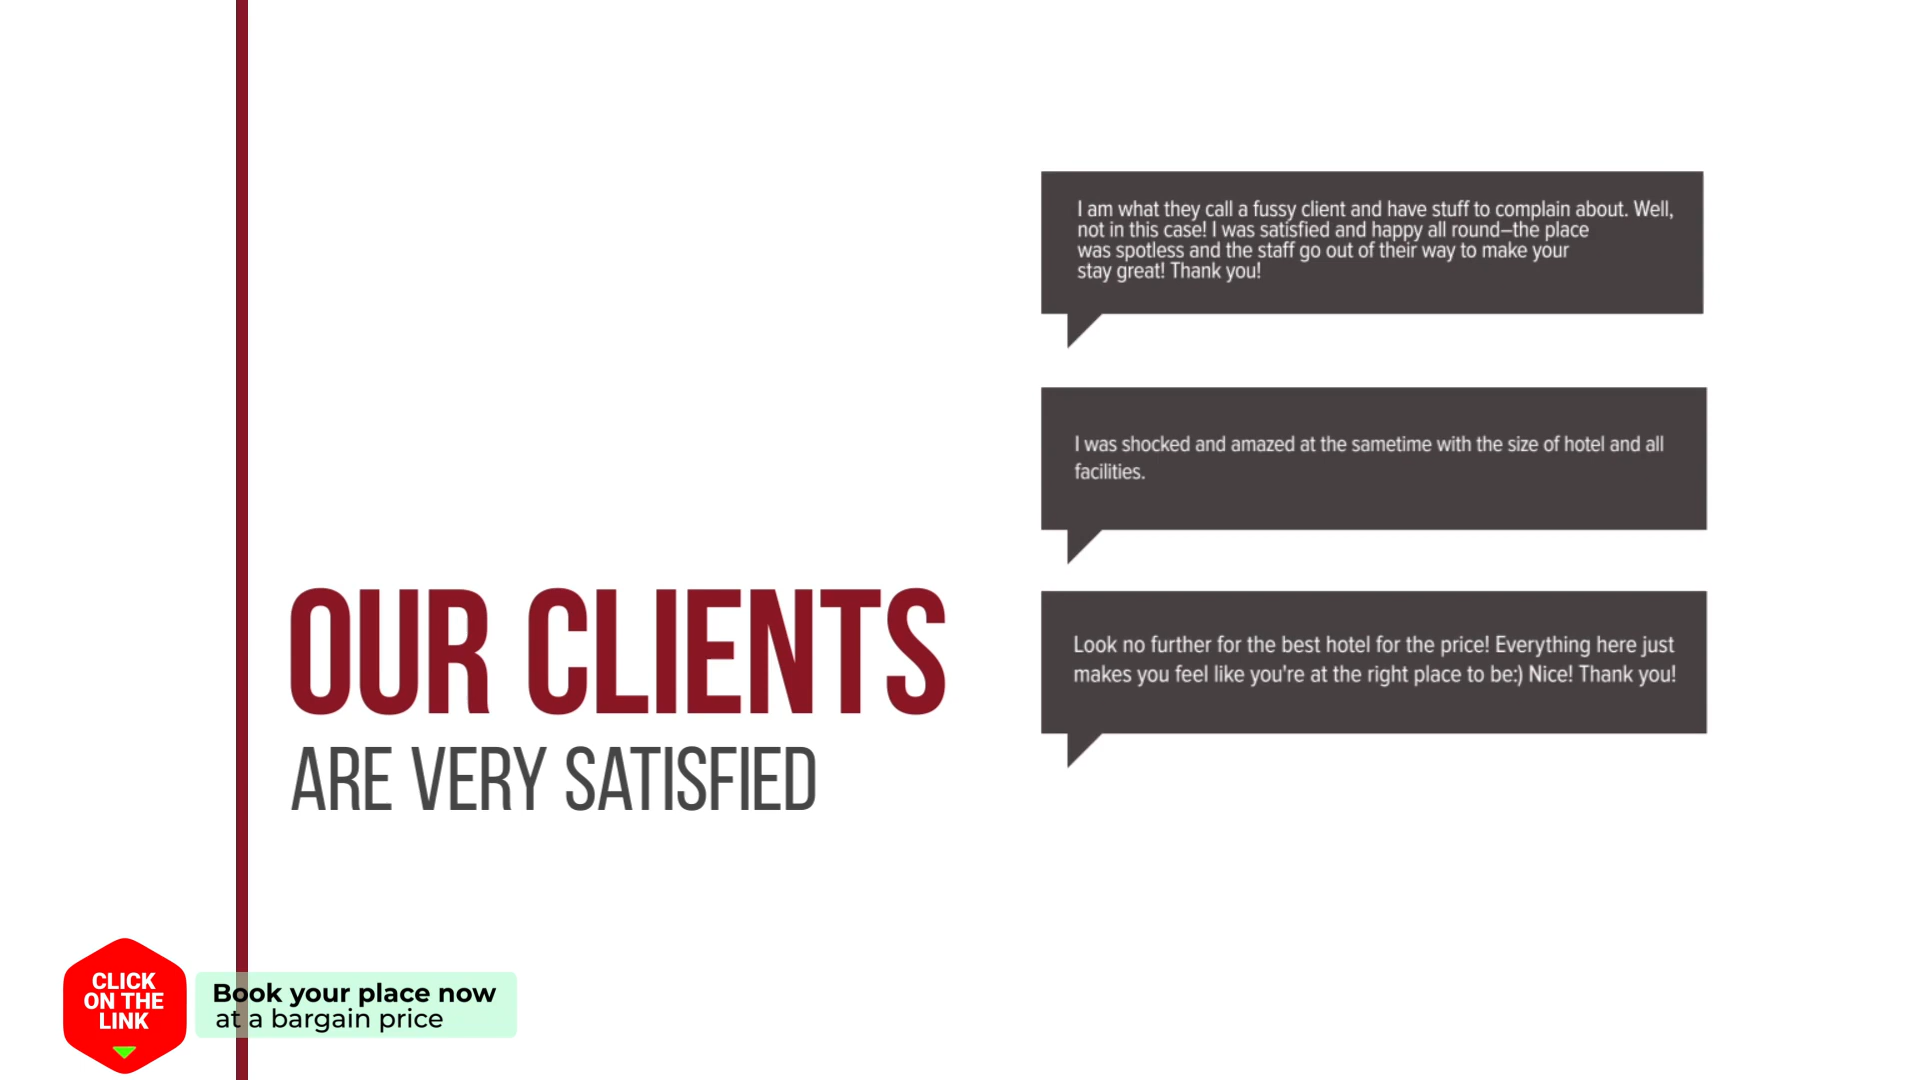 I am what they call a fussy client and have stuff to complain about. Well,
not in this case! I was satisfied and happy all round–the place
was spotless and the staff go out of their way to make your
stay great! Thank you!
I was shocked and amazed at the sametime with the size of hotel and all
facilities.
Look no further for the best hotel for the price! Everything here just
makes you feel like you're at the right place to be:) Nice! Thank you!
OUR CLIENTS
ARE VERY SATISFIED
CLICK
ON THE
LINK
Book your place now
at a bargain price